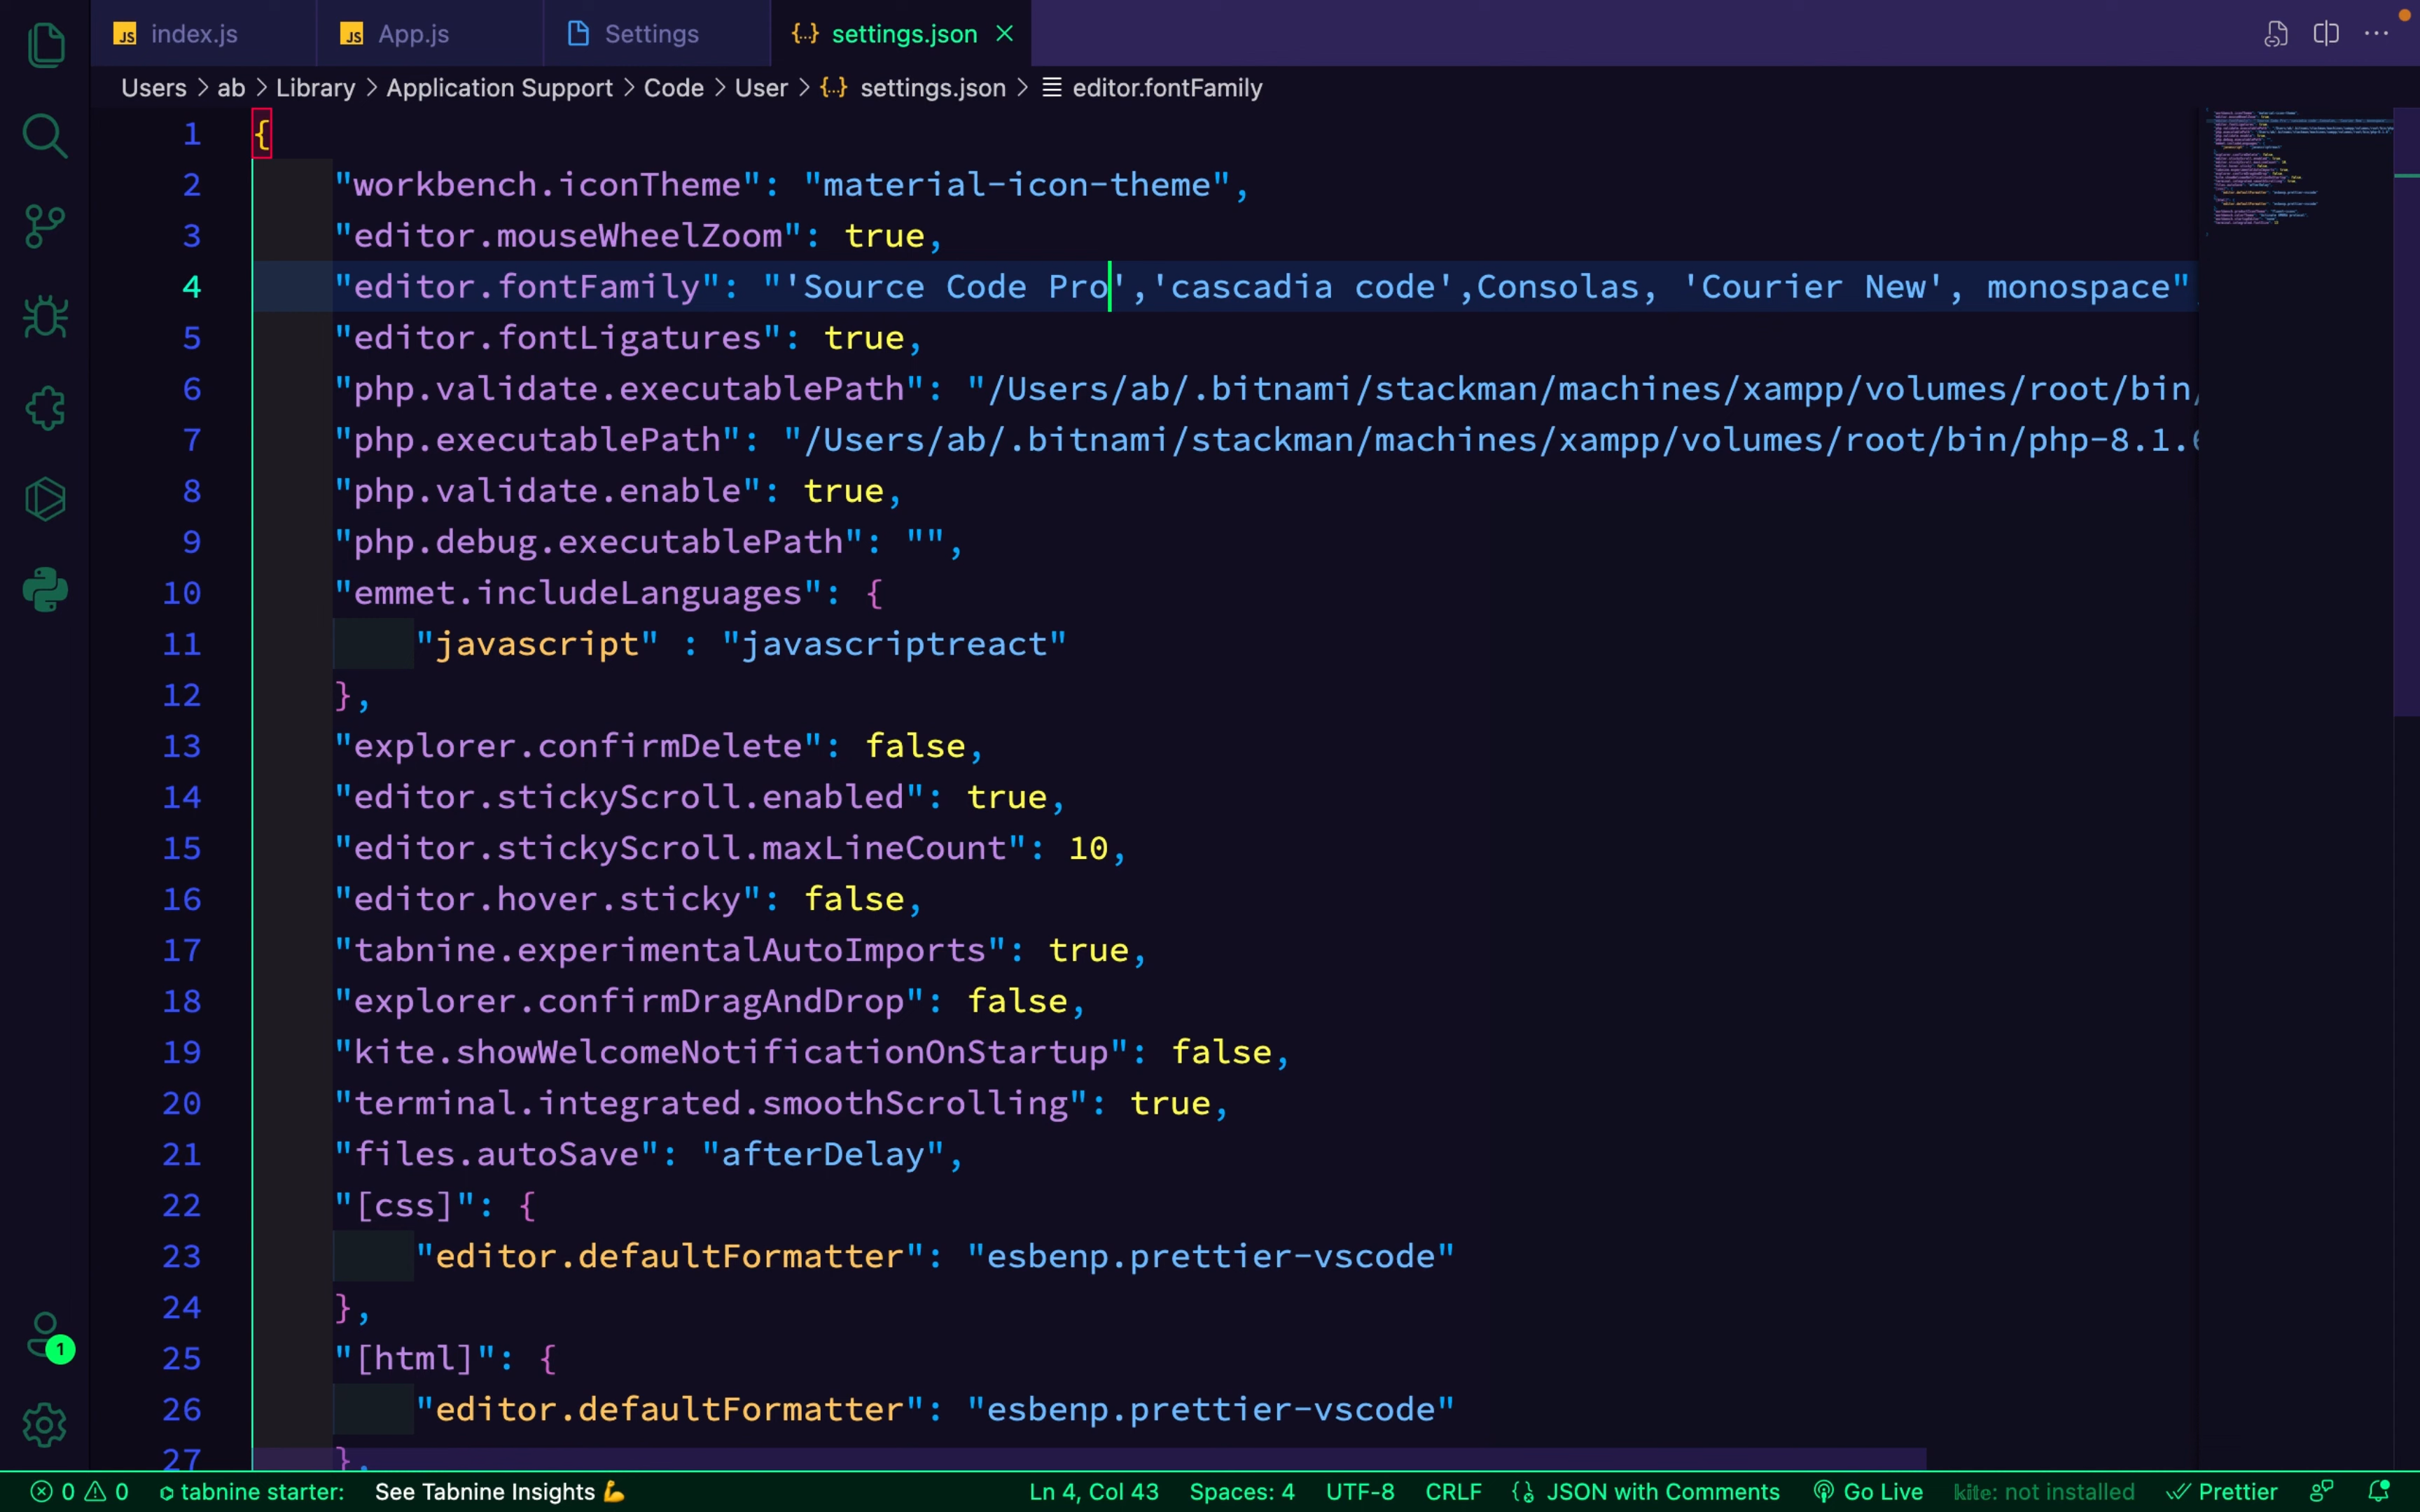 index.js
App.js
Settings
settings.json
Users > ab > Library > Application Support > Code > User > {..} settings.json > editor.fontFamily
1 {
2 "workbench.iconTheme": "material-icon-theme",
3 "editor.mouseWheelZoom": true,
4 "editor.fontFamily": "'Source Code Pro','cascadia code',Consolas, 'Courier New', monospace"
5 "editor.fontLigatures": true,
6 "php.validate.executablePath": "/Users/ab/.bitnami/stackman/machines/xampp/volumes/root/bin/
7 "php.executablePath": "/Users/ab/.bitnami/stackman/machines/xampp/volumes/root/bin/php-8.1.6
8 "php.validate.enable": true,
9 "php.debug.executablePath": "",
10 "emmet.includeLanguages": {
11 "javascript" : "javascriptreact"
12 },
13 "explorer.confirmDelete": false,
14 "editor.stickyScroll.enabled": true,
15 "editor.stickyScroll.maxLineCount": 10,
16 "editor.hover.sticky": false,
17 "tabnine.experimentalAutoImports": true,
18 "explorer.confirmDragAndDrop": false,
19 "kite.showWelcomeNotificationOnStartup": false,
20 "terminal.integrated.smoothScrolling": true,
21 "files.autoSave": "afterDelay",
22 "[css]": {
23 "editor.defaultFormatter": "esbenp.prettier-vscode"
24 },
25 "[html]": {
26 "editor.defaultFormatter": "esbenp.prettier-vscode"
27 },
1
0 0 tabnine starter: See Tabnine Insights 💪 Ln 4, Col 43 Spaces: 4 UTF-8 CRLF JSON with Comments Go Live kite: not installed Prettier